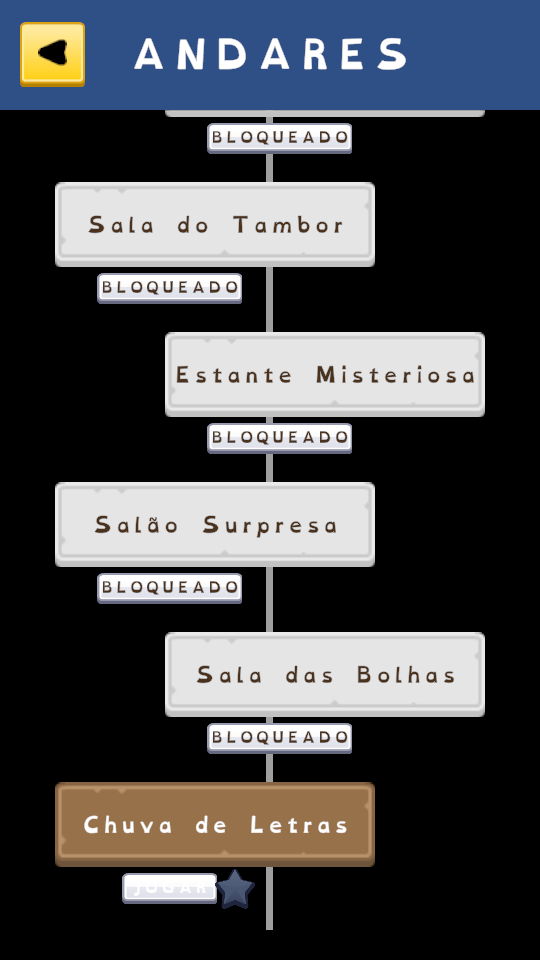 ANDARES
BLOQUEADO
Sala do Tambor
BLOQUEADO
Estante Misteriosa
BLOQUEADO
Salão Surpresa
BLOQUEADO
Sala das Bolhas
BLOQUEADO
Chuva de Letras
JUGAR